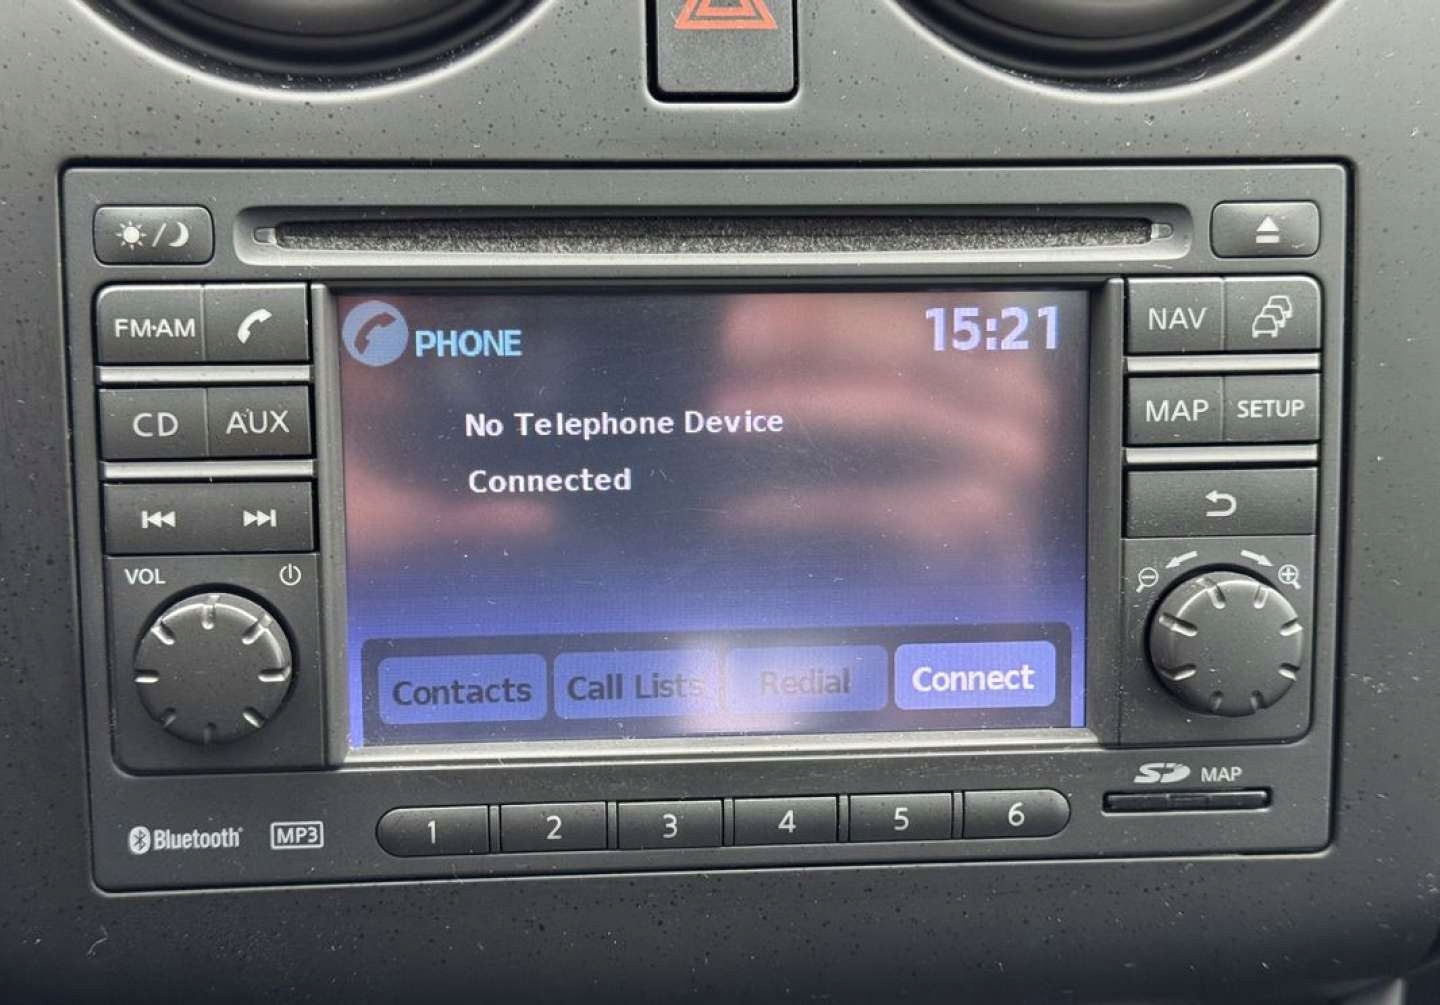 FM·AM
CD
AUX
VOL
PHONE
15:21
No Telephone Device
Connected
Contacts
Call Lists
Redial
Connect
NAV
MAP
SETUP
SD MAP
Bluetooth
MP3
1
2
3
4
5
6